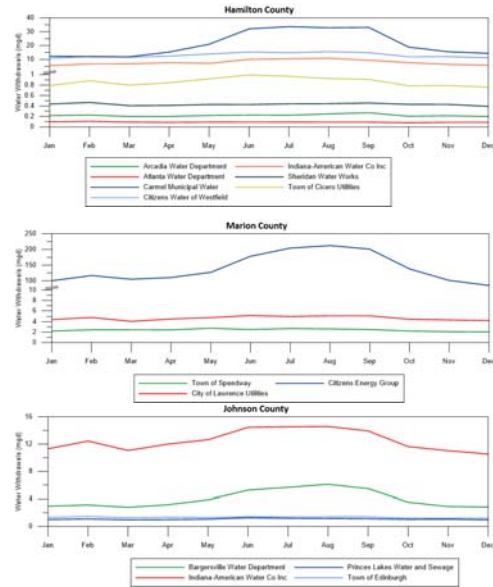 Hamilton County
Water Withdrawals (mgd)
40
30
20
10
1
0.8
0.6
0.4
0.2
0
Jan Feb Mar Apr May Jun Jul Aug Sep Oct Nov Dec
Arcadia Water Department Indiana-American Water Co Inc
Atlanta Water Department Sheridan Water Works
Carmel Municipal Water Town of Cicero Utilities
Citizens Water of Westfield
Marion County
Water Withdrawals (mgd)
250
200
150
100
10
8
6
4
2
0
Jan Feb Mar Apr May Jun Jul Aug Sep Oct Nov Dec
Town of Speedway Citizens Energy Group
City of Lawrence Utilities
Johnson County
Water Withdrawals (mgd)
16
12
8
4
0
Jan Feb Mar Apr May Jun Jul Aug Sep Oct Nov Dec
Bargersville Water Department Princes Lakes Water and Sewage
Indiana-American Water Co Inc Town of Edinburgh